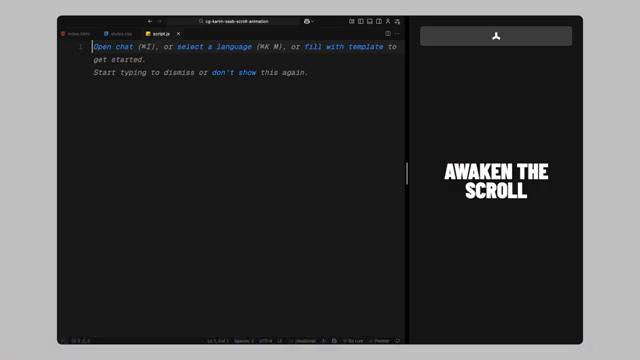 cg-karim-saab-scroll-animation
index.html
styles.css
script.js
1
Open chat (⌘I), or select a language (⌘K M), or fill with template to
get started.
Start typing to dismiss or don't show this again.
AWAKEN THE
SCROLL
Ln 1, Col 1
Spaces: 2
UTF-8
LF
JavaScript
Go Live
Prettier